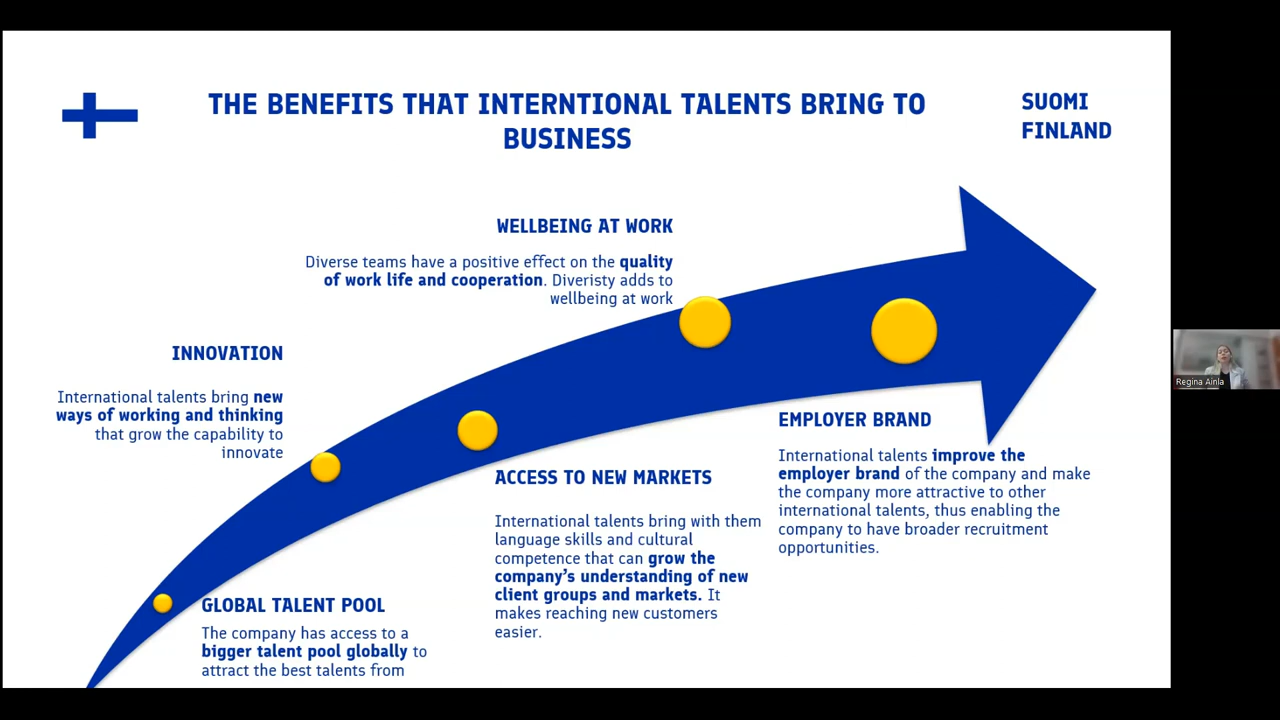 THE BENEFITS THAT INTERNTIONAL TALENTS BRING TO
BUSINESS
SUOMI
FINLAND
WELLBEING AT WORK
Diverse teams have a positive effect on the quality
of work life and cooperation. Diveristy adds to
wellbeing at work
INNOVATION
International talents bring new
ways of working and thinking
that grow the capability to
innovate
EMPLOYER BRAND
International talents improve the
employer brand of the company and make
the company more attractive to other
international talents, thus enabling the
company to have broader recruitment
opportunities.
ACCESS TO NEW MARKETS
International talents bring with them
language skills and cultural
competence that can grow the
company's understanding of new
client groups and markets. It
makes reaching new customers
easier.
GLOBAL TALENT POOL
The company has access to a
bigger talent pool globally to
attract the best talents from
Regina Ainla